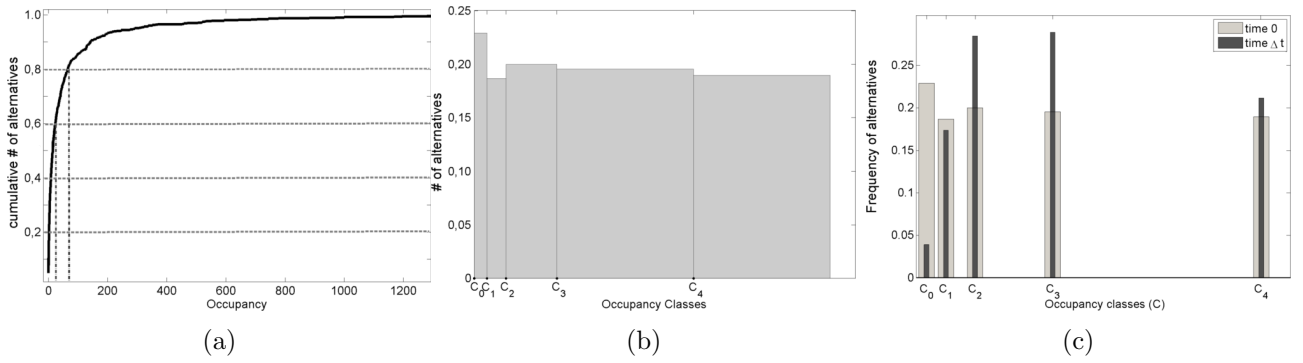 cumulative # of alternatives
1.0
0,8
0,6
0,4
0,2
0 200 400 600 800 1000 1200
Occupancy
(a)
# of alternatives
0.25
0,20
0,15
0,10
0,05
0
C0 C1 C2 C3 C4
Occupancy Classes
(b)
Frequency of alternatives
time 0
time Δ t
0.25
0.2
0.15
0.1
0.05
0
C0 C1 C2 C3 C4
Occupancy classes (C)
(c)